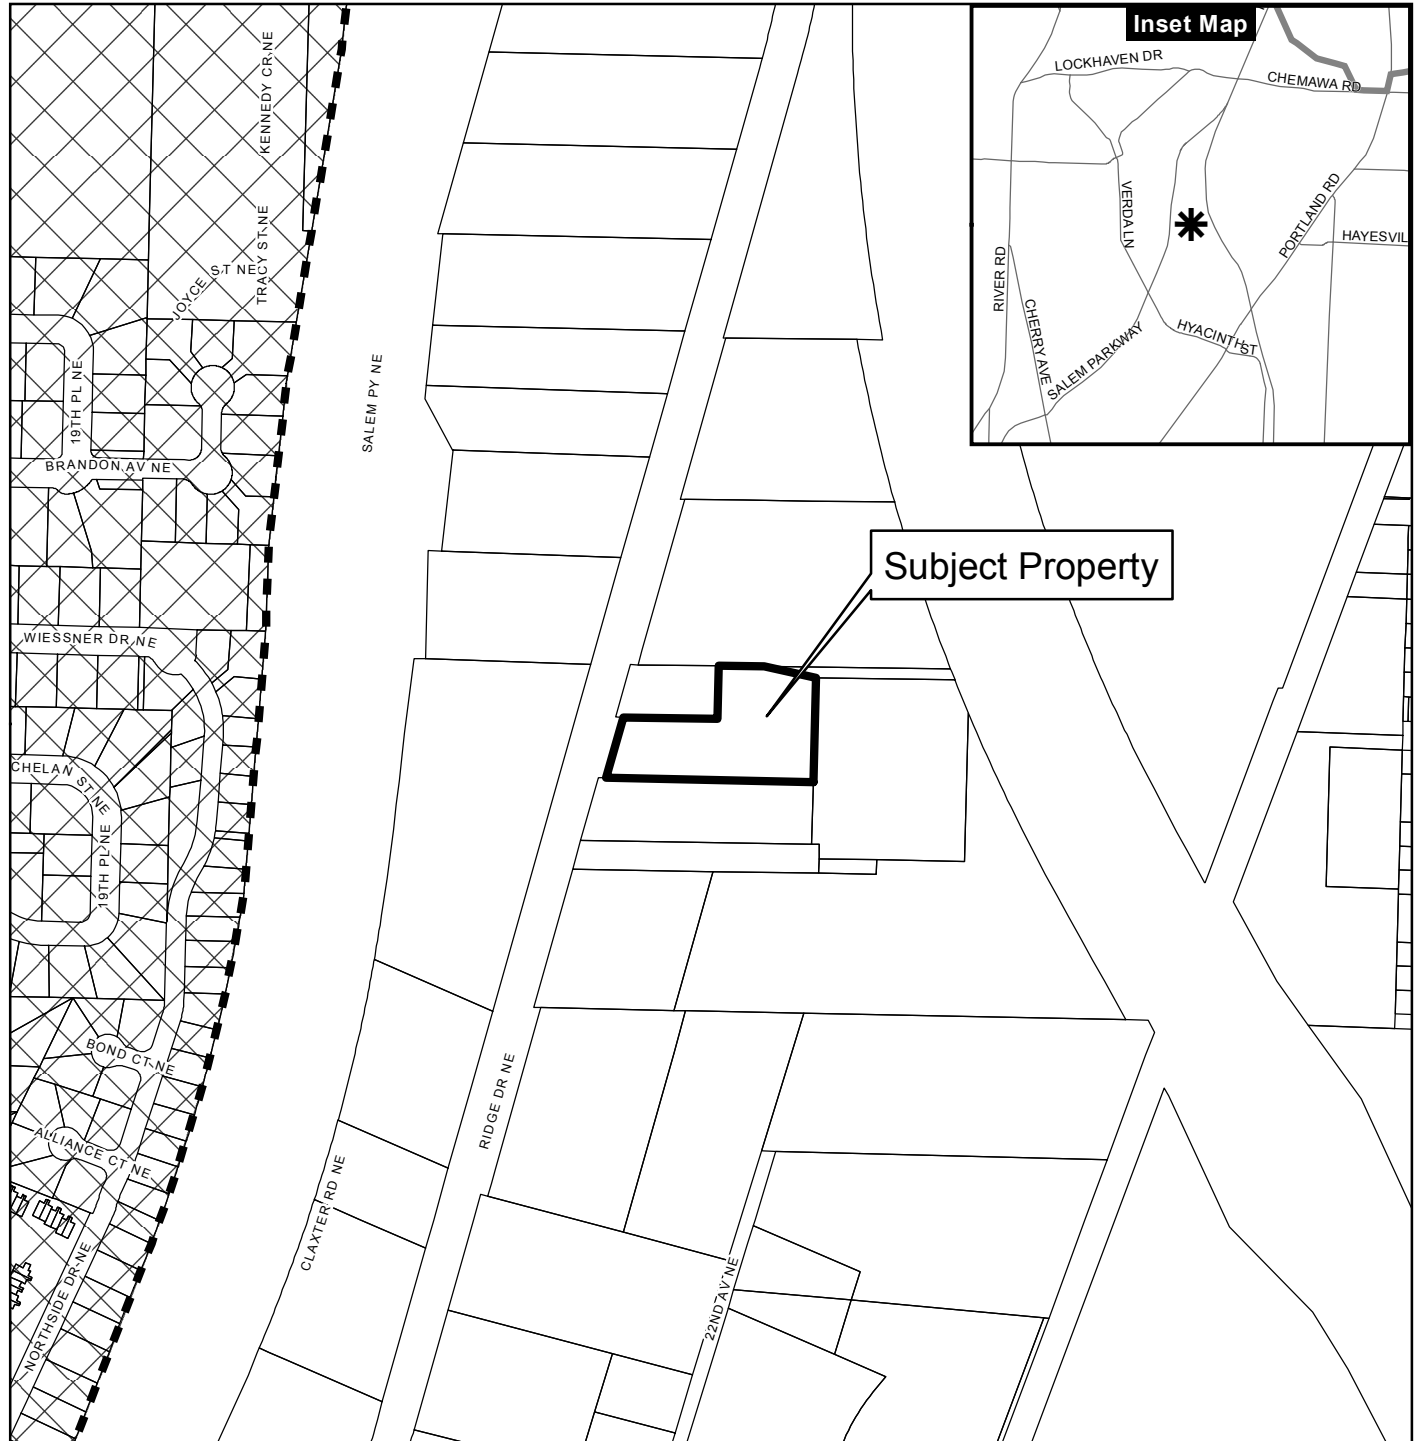 Inset Map
LOCKHAVEN DR
CHEMAWA RD
VERDA LN
PORTLAND RD
HAYESVIL
RIVER RD
CHERRY AVE
SALEM PARKWAY
HYACINTH ST
KENNEDY CR NE
TRACY ST NE
JOYCE ST NE
19TH PL NE
BRANDON AV NE
SALEM PY NE
Subject Property
WIESSNER DR NE
CHELAN ST NE
19TH PL NE
BOND CT NE
ALLIANCE CT NE
NORTHSIDE DR NE
CLAXTER RD NE
RIDGE DR NE
22ND AV NE